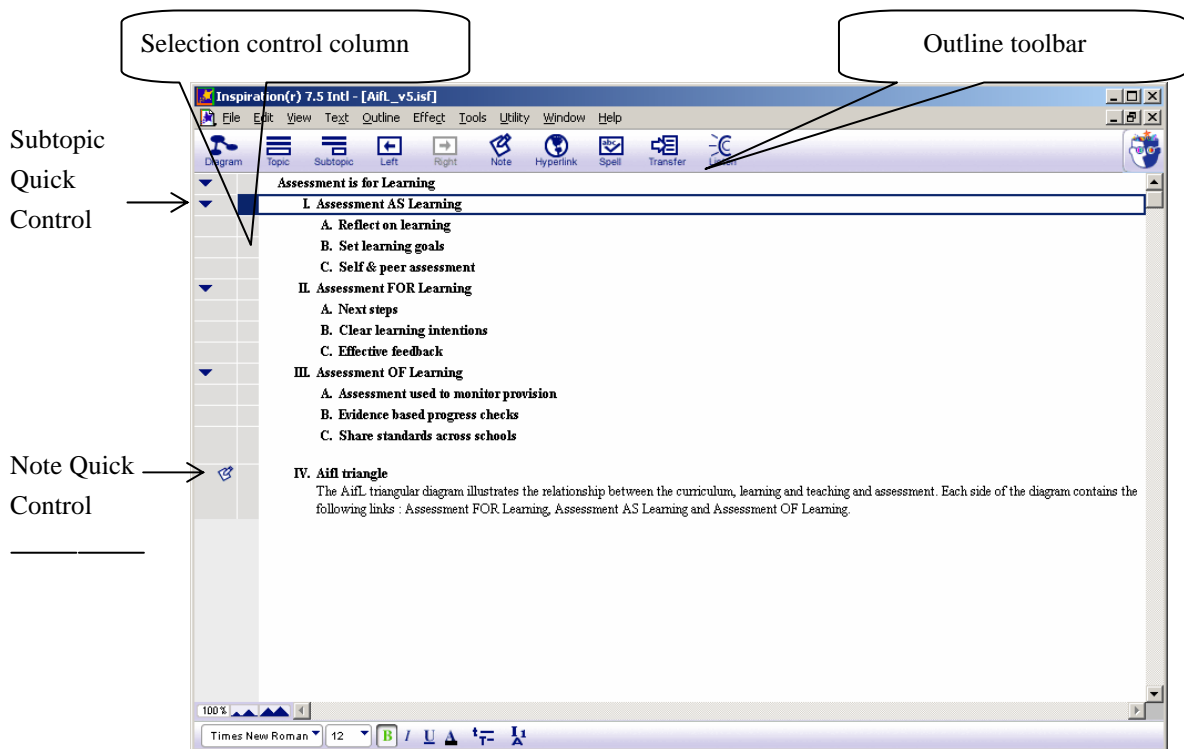 Selection control column
Outline toolbar
Inspiration(r) 7.5 Intl - [AifL_v5.isf]
File Edit View Text Outline Effect Tools Utility Window Help
Diagram Topic Subtopic Left Right Note Hyperlink Spell Transfer Listen
Subtopic
Quick
Control
Assessment is for Learning
I. Assessment AS Learning
A. Reflect on learning
B. Set learning goals
C. Self & peer assessment
II. Assessment FOR Learning
A. Next steps
B. Clear learning intentions
C. Effective feedback
III. Assessment OF Learning
A. Assessment used to monitor provision
B. Evidence based progress checks
C. Share standards across schools
Note Quick
Control
IV. Aifl triangle
The AifL triangular diagram illustrates the relationship between the curriculum, learning and teaching and assessment. Each side of the diagram contains the
following links : Assessment FOR Learning, Assessment AS Learning and Assessment OF Learning.
100%
Times New Roman 12 B I U A